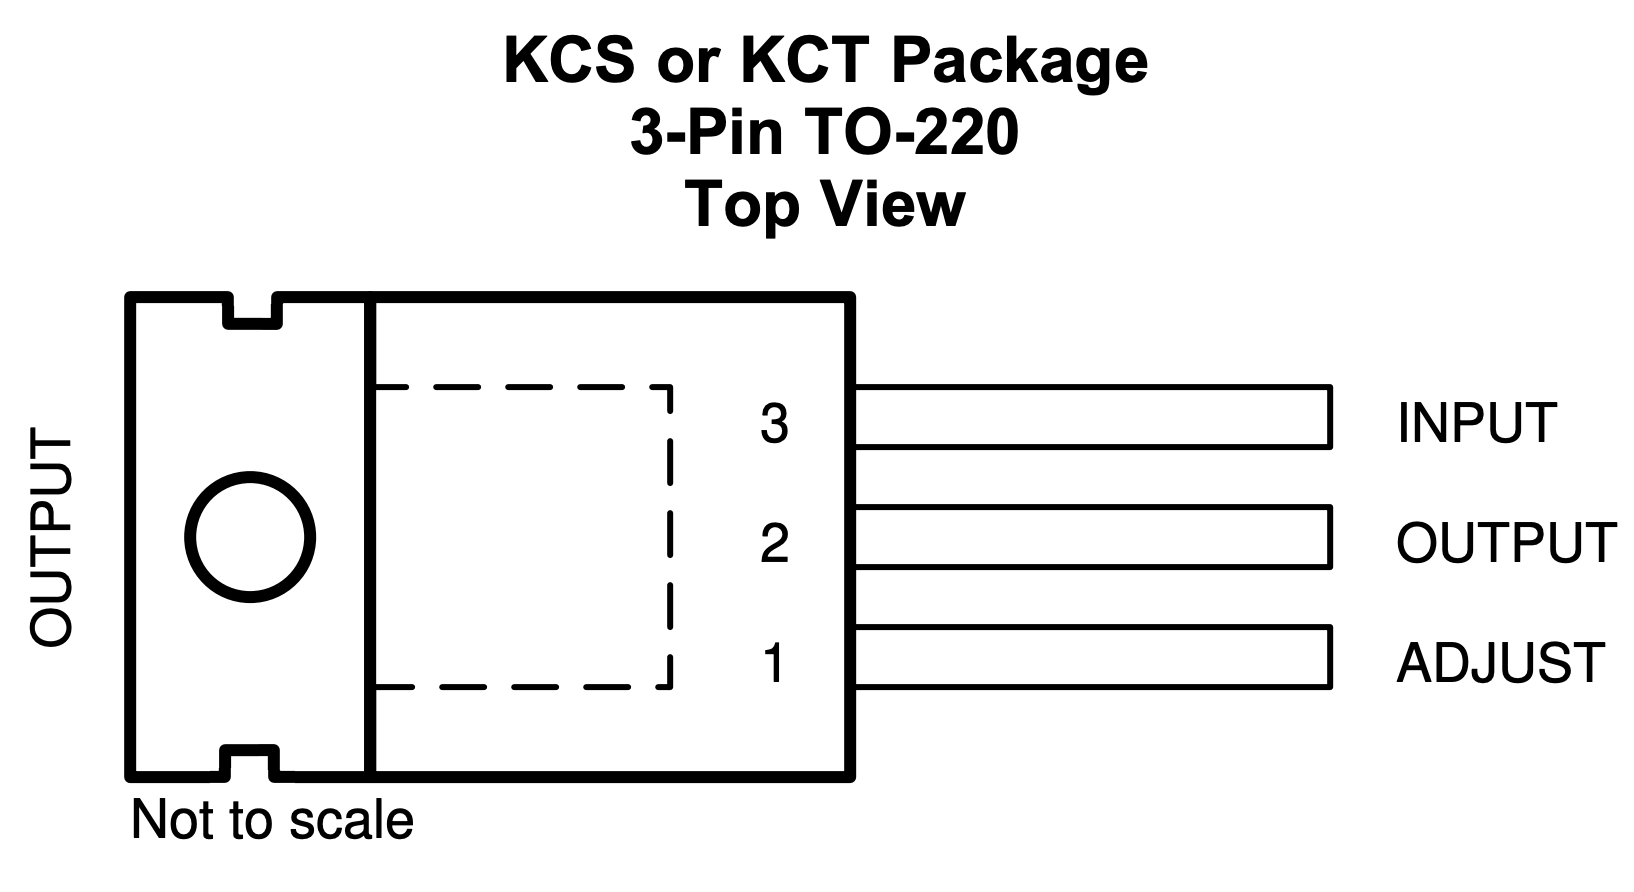 KCS or KCT Package
3-Pin TO-220
Top View
OUTPUT
3
INPUT
2
OUTPUT
1
ADJUST
Not to scale